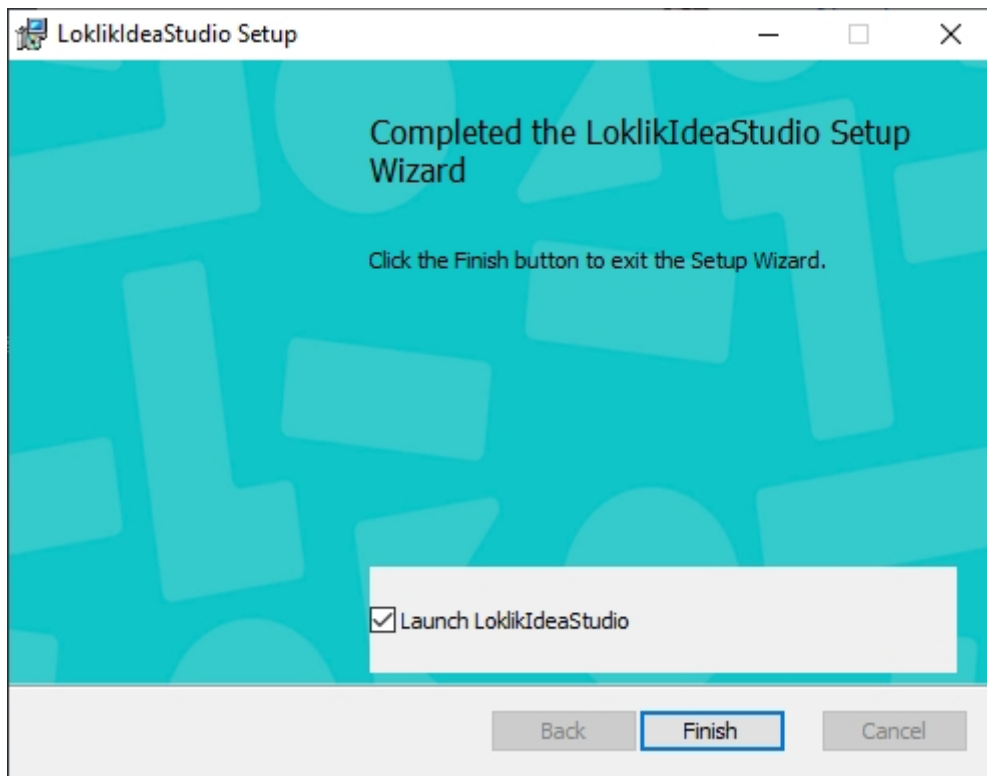 LoklikIdeaStudio Setup
Completed the LoklikIdeaStudio Setup
Wizard
Click the Finish button to exit the Setup Wizard.
Launch LoklikIdeaStudio
Back Finish Cancel